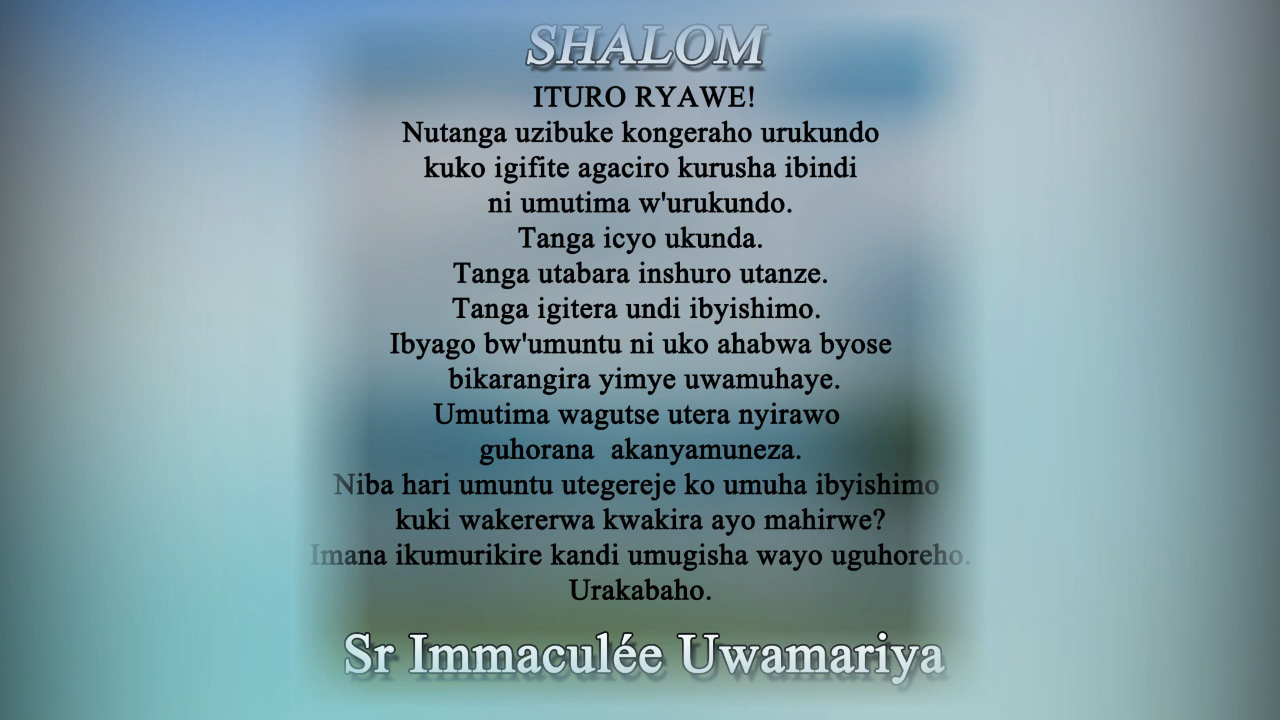 SHALOM
ITURO RYAWE!
Nutanga uzibuke kongeraho urukundo
kuko igifite agaciro kurusha ibindi
ni umutima w'urukundo.
Tanga icyo ukunda.
Tanga utabara inshuro utanze.
Tanga igitera undi ibyishimo.
Ibyago bw'umuntu ni uko ahabwa byose
bikarangira yimye uwamuhaye.
Umutima wagutse utera nyirawo
guhorana  akanyamuneza.
Niba hari umuntu utegereje ko umuha ibyishimo
kuki wakererwa kwakira ayo mahirwe?
Imana ikumurikire kandi umugisha wayo uguhoreho.
Urakabaho.
Sr Immaculée Uwamariya